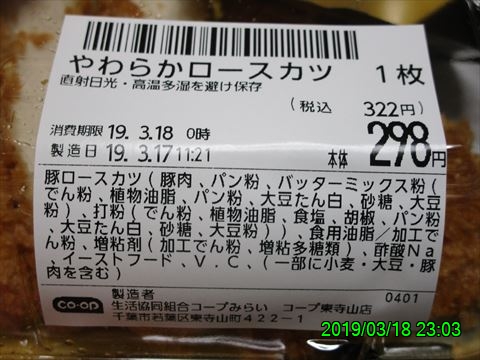 やわらかロースカツ 1枚
直射日光・高温多湿を避け保存
(税込 322円)
消費期限 19. 3.18 0時
製造日 19. 3.17 11:21
本体 298円
豚ロースカツ(豚肉、パン粉、バッターミックス粉(
でん粉、植物油脂、パン粉、大豆たん白、砂糖、大豆
粉)、打粉(でん粉、植物油脂、食塩、胡椒、パン粉
、大豆たん白、砂糖、大豆粉))、食用油脂/加工で
ん粉、増粘剤(加工でん粉、増粘多糖類)、酢酸Na
、イーストフード、V.C、(一部に小麦・大豆・豚
肉を含む)
co-op
製造者
0401
生活協同組合コープみらい コープ東寺山店
千葉市若葉区東寺山町422-1
2019/03/18 23:03